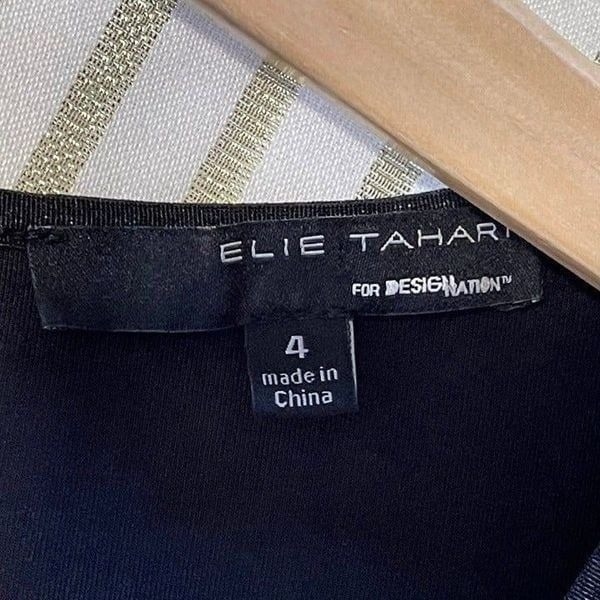 ELIE TAHARI
FOR DESIGNATION™
4
made in
China